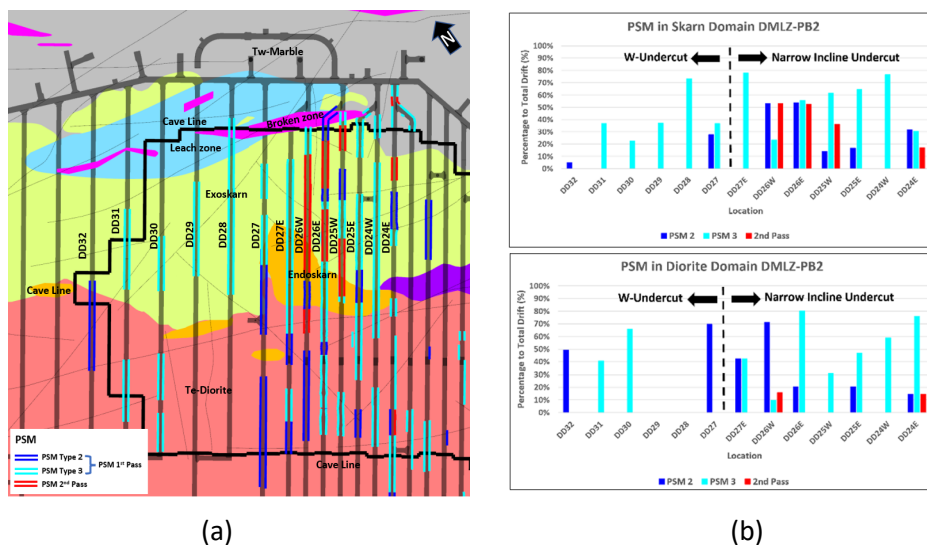 N
Tw-Marble
Cave Line
Broken zone
Leach zone
Exoskarn
DD32
DD31
DD30
DD29
DD28
DD27
DD27E
DD26W
DD26E
DD25W
DD25E
DD24W
DD24E
Cave Line
Endoskarn
Te-Diorite
PSM
PSM Type 2
PSM Type 3
PSM 1st Pass
PSM 2nd Pass
Cave Line
(a)
PSM in Skarn Domain DMLZ-PB2
W-Undercut
Narrow Incline Undercut
Percentage to Total Drift (%)
100%
90%
80%
70%
60%
50%
40%
30%
20%
10%
0%
DD32
DD31
DD30
DD29
DD28
DD27
DD27E
DD26W
DD26E
DD25W
DD25E
DD24W
DD24E
Location
PSM 2 PSM 3 2nd Pass
PSM in Diorite Domain DMLZ-PB2
W-Undercut
Narrow Incline Undercut
Percentage to Total Drift (%)
100%
90%
80%
70%
60%
50%
40%
30%
20%
10%
0%
DD32
DD31
DD30
DD29
DD28
DD27
DD27E
DD26W
DD26E
DD25W
DD25E
DD24W
DD24E
Location
PSM 2 PSM 3 2nd Pass
(b)